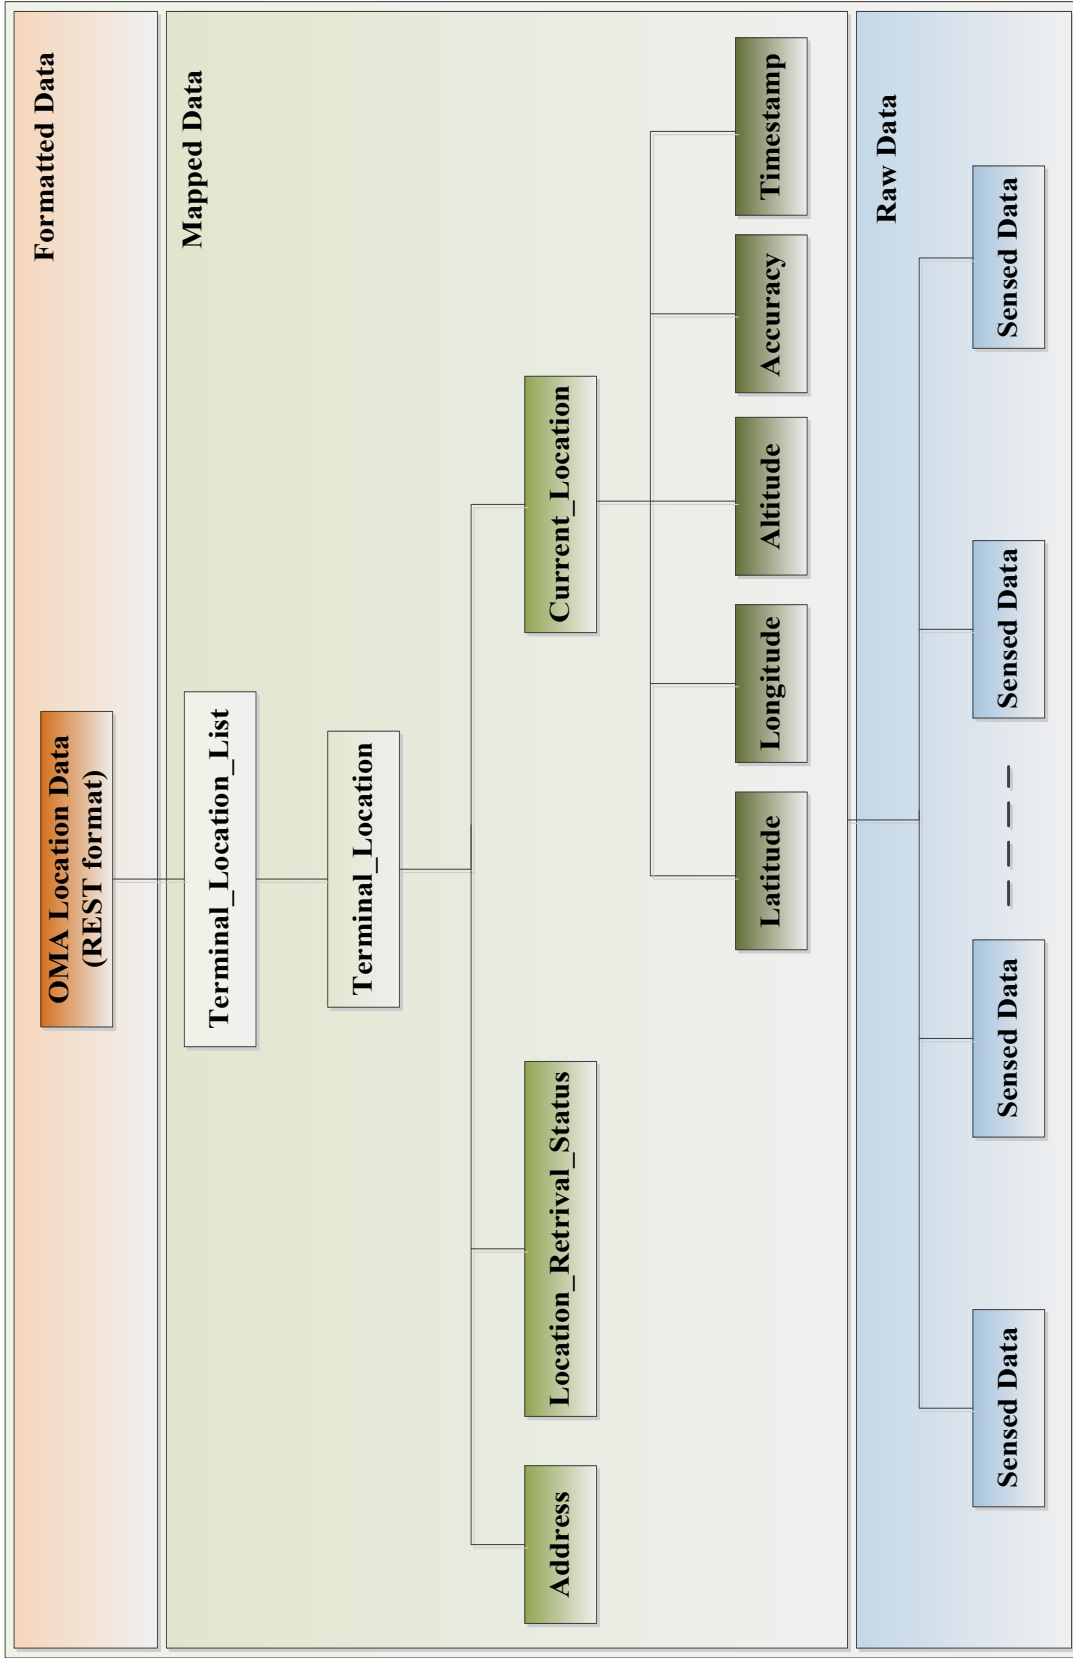 Formatted Data
OMA Location Data
(REST format)
Mapped Data
Terminal_Location_List
Terminal_Location
Address
Location_Retrival_Status
Current_Location
Latitude
Longitude
Altitude
Accuracy
Timestamp
Raw Data
Sensed Data
Sensed Data
Sensed Data
Sensed Data